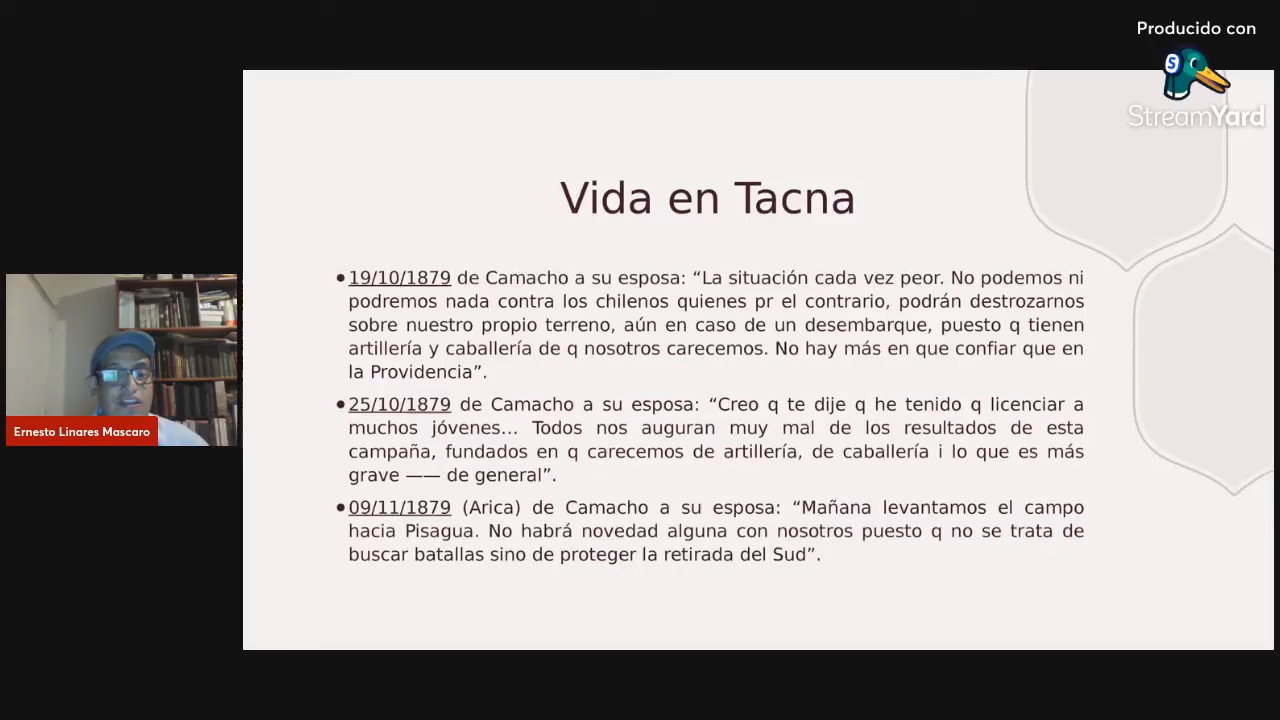 Producido con
StreamYard
Vida en Tacna
•19/10/1879 de Camacho a su esposa: “La situación cada vez peor. No podemos ni
podremos nada contra los chilenos quienes pr el contrario, podrán destrozarnos
sobre nuestro propio terreno, aún en caso de un desembarque, puesto q tienen
artillería y caballería de q nosotros carecemos. No hay más en que confiar que en
la Providencia”.
•25/10/1879 de Camacho a su esposa: “Creo q te dije q he tenido q licenciar a
muchos jóvenes… Todos nos auguran muy mal de los resultados de esta
campaña, fundados en q carecemos de artillería, de caballería i lo que es más
grave —— de general”.
•09/11/1879 (Arica) de Camacho a su esposa: “Mañana levantamos el campo
hacia Pisagua. No habrá novedad alguna con nosotros puesto q no se trata de
buscar batallas sino de proteger la retirada del Sud”.
Ernesto Linares Mascaro